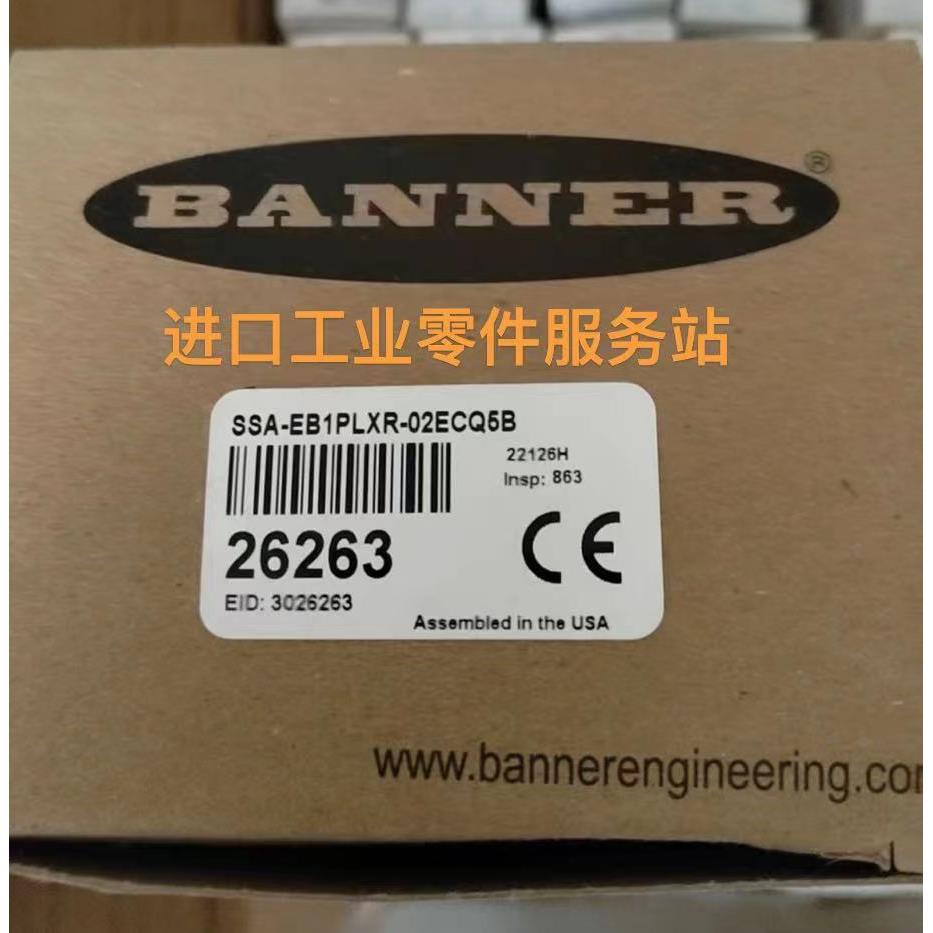 BANNER®
进口工业零件服务站
SSA-EB1PLXR-02ECQ5B
22126H
Insp: 863
26263
CE
EID: 3026263
Assembled in the USA
www.bannerengineering.co